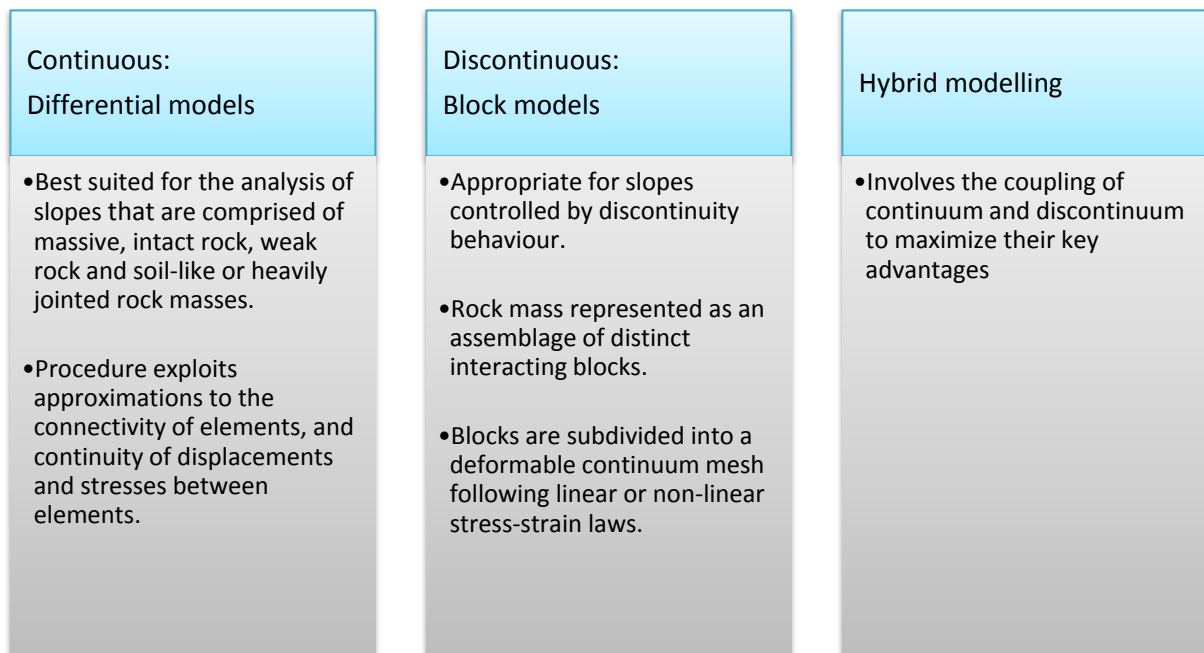 Continuous:
Differential models
•Best suited for the analysis of
slopes that are comprised of
massive, intact rock, weak
rock and soil-like or heavily
jointed rock masses.
•Procedure exploits
approximations to the
connectivity of elements, and
continuity of displacements
and stresses between
elements.
Discontinuous:
Block models
•Appropriate for slopes
controlled by discontinuity
behaviour.
•Rock mass represented as an
assemblage of distinct
interacting blocks.
•Blocks are subdivided into a
deformable continuum mesh
following linear or non-linear
stress-strain laws.
Hybrid modelling
•Involves the coupling of
continuum and discontinuum
to maximize their key
advantages